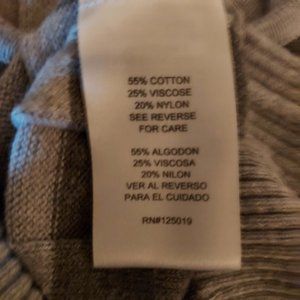 55% COTTON
25% VISCOSE
20% NYLON
SEE REVERSE
FOR CARE
55% ALGODON
25% VISCOSA
20% NILON
VER AL REVERSO
PARA EL CUIDADO
RN#125019